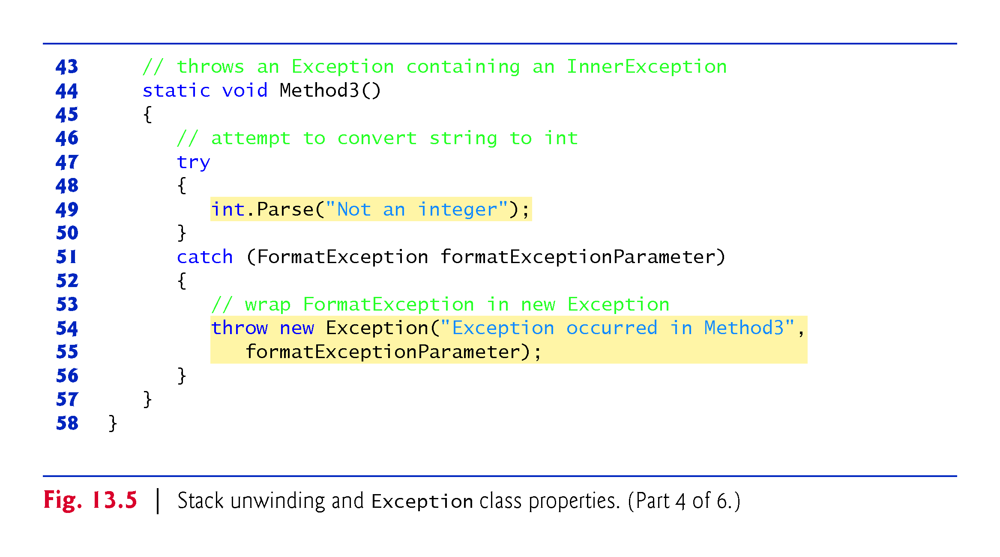 43 // throws an Exception containing an InnerException
44 static void Method3()
45 {
46 // attempt to convert string to int
47 try
48 {
49 int.Parse("Not an integer");
50 }
51 catch (FormatException formatExceptionParameter)
52 {
53 // wrap FormatException in new Exception
54 throw new Exception("Exception occurred in Method3",
55 formatExceptionParameter);
56 }
57 }
58 }
Fig. 13.5 | Stack unwinding and Exception class properties. (Part 4 of 6.)